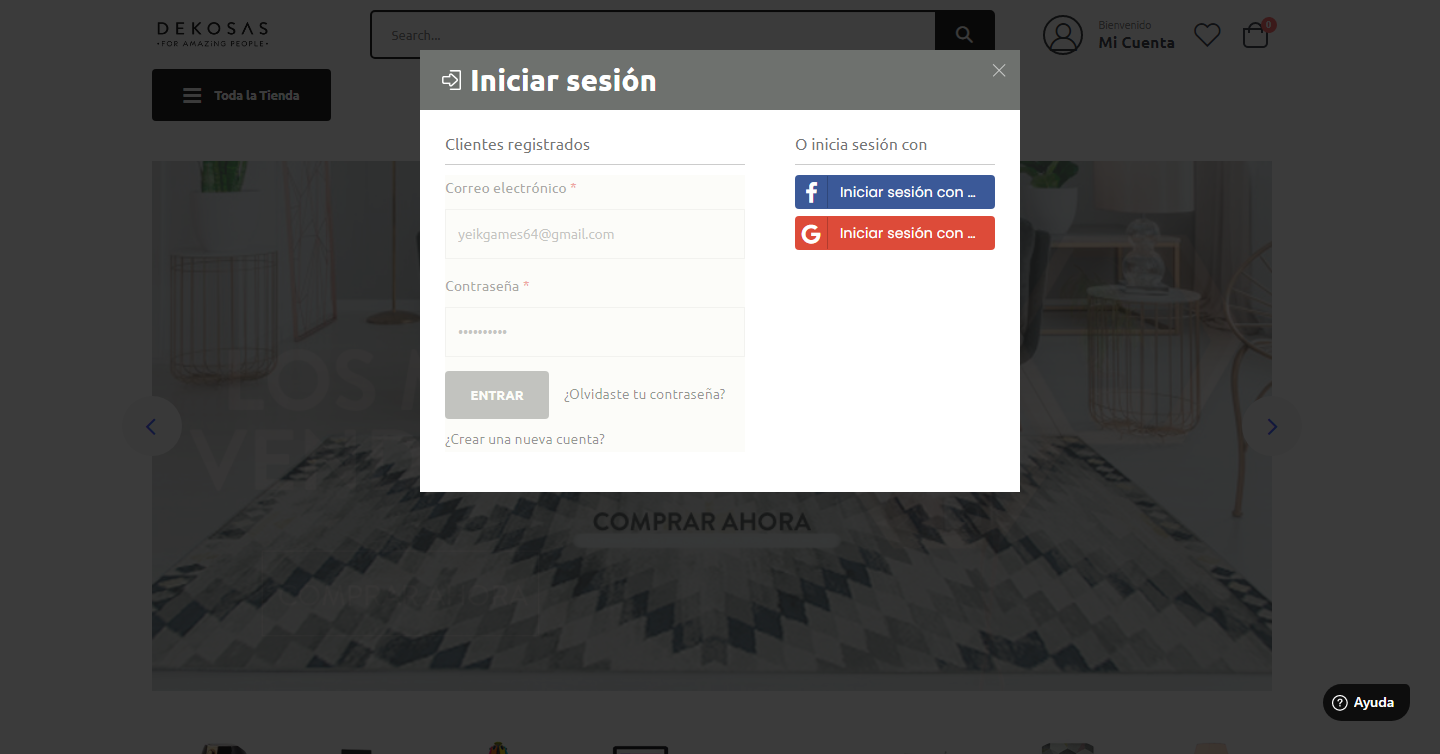 DEKOSAS
•FOR AMAZING PEOPLE•
Search...
Bienvenido
Mi Cuenta
0
Toda la Tienda
Iniciar sesión
Clientes registrados
O inicia sesión con
Correo electrónico *
Iniciar sesión con ...
yeikgames64@gmail.com
Iniciar sesión con ...
Contraseña *
••••••••••
ENTRAR
¿Olvidaste tu contraseña?
¿Crear una nueva cuenta?
LOS
COMPRAR AHORA
Ayuda